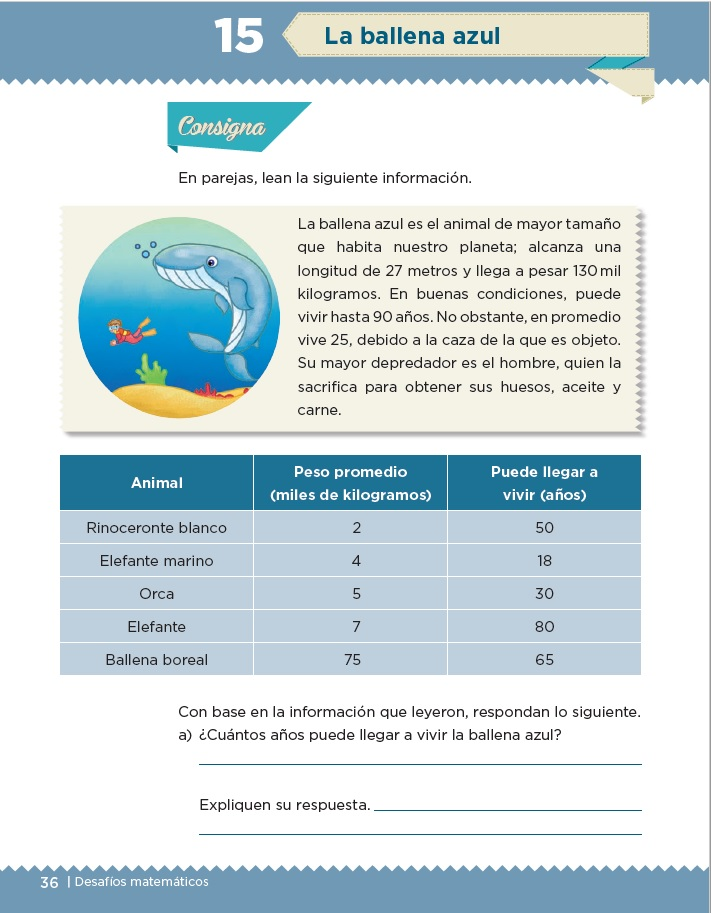 15
La ballena azul
Consigna
En parejas, lean la siguiente información.
La ballena azul es el animal de mayor tamaño
que habita nuestro planeta; alcanza una
longitud de 27 metros y llega a pesar 130 mil
kilogramos. En buenas condiciones, puede
vivir hasta 90 años. No obstante, en promedio
vive 25, debido a la caza de la que es objeto.
Su mayor depredador es el hombre, quien la
sacrifica para obtener sus huesos, aceite y
carne.
Animal
Peso promedio
(miles de kilogramos)
Puede llegar a
vivir (años)
Rinoceronte blanco 2 50
Elefante marino 4 18
Orca 5 30
Elefante 7 80
Ballena boreal 75 65
Con base en la información que leyeron, respondan lo siguiente.
a) ¿Cuántos años puede llegar a vivir la ballena azul?
Expliquen su respuesta.
36 | Desafíos matemáticos